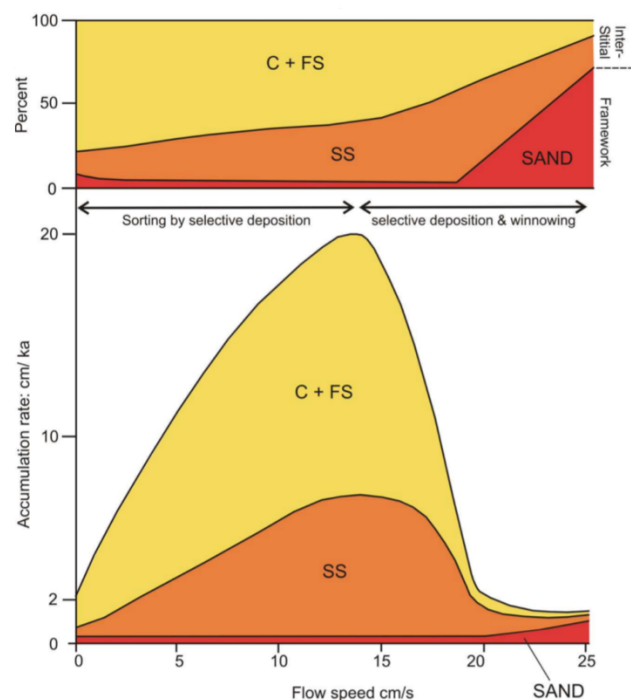 100
50
0
Percent
C + FS
SS
SAND
Inter-
Stitial
Framework
Sorting by selective deposition
selective deposition & winnowing
20
10
2
0
Accumulation rate: cm/ ka
C + FS
SS
SAND
0 5 10 15 20 25
Flow speed cm/s